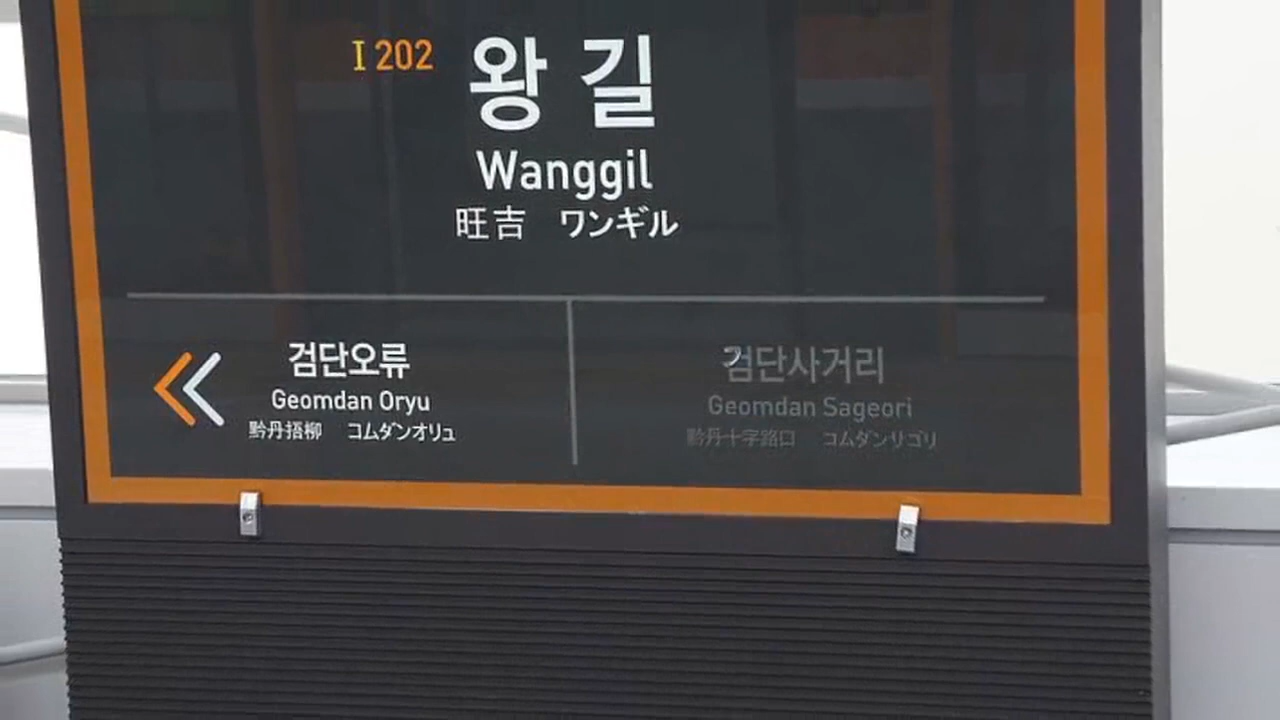 I 202 왕길
Wanggil
旺吉 ワンギル
검단오류
Geomdan Oryu
黔丹梧柳 コムダンオリュ
검단사거리
Geomdan Sageori
黔丹十字路口 コムダンサゴリ